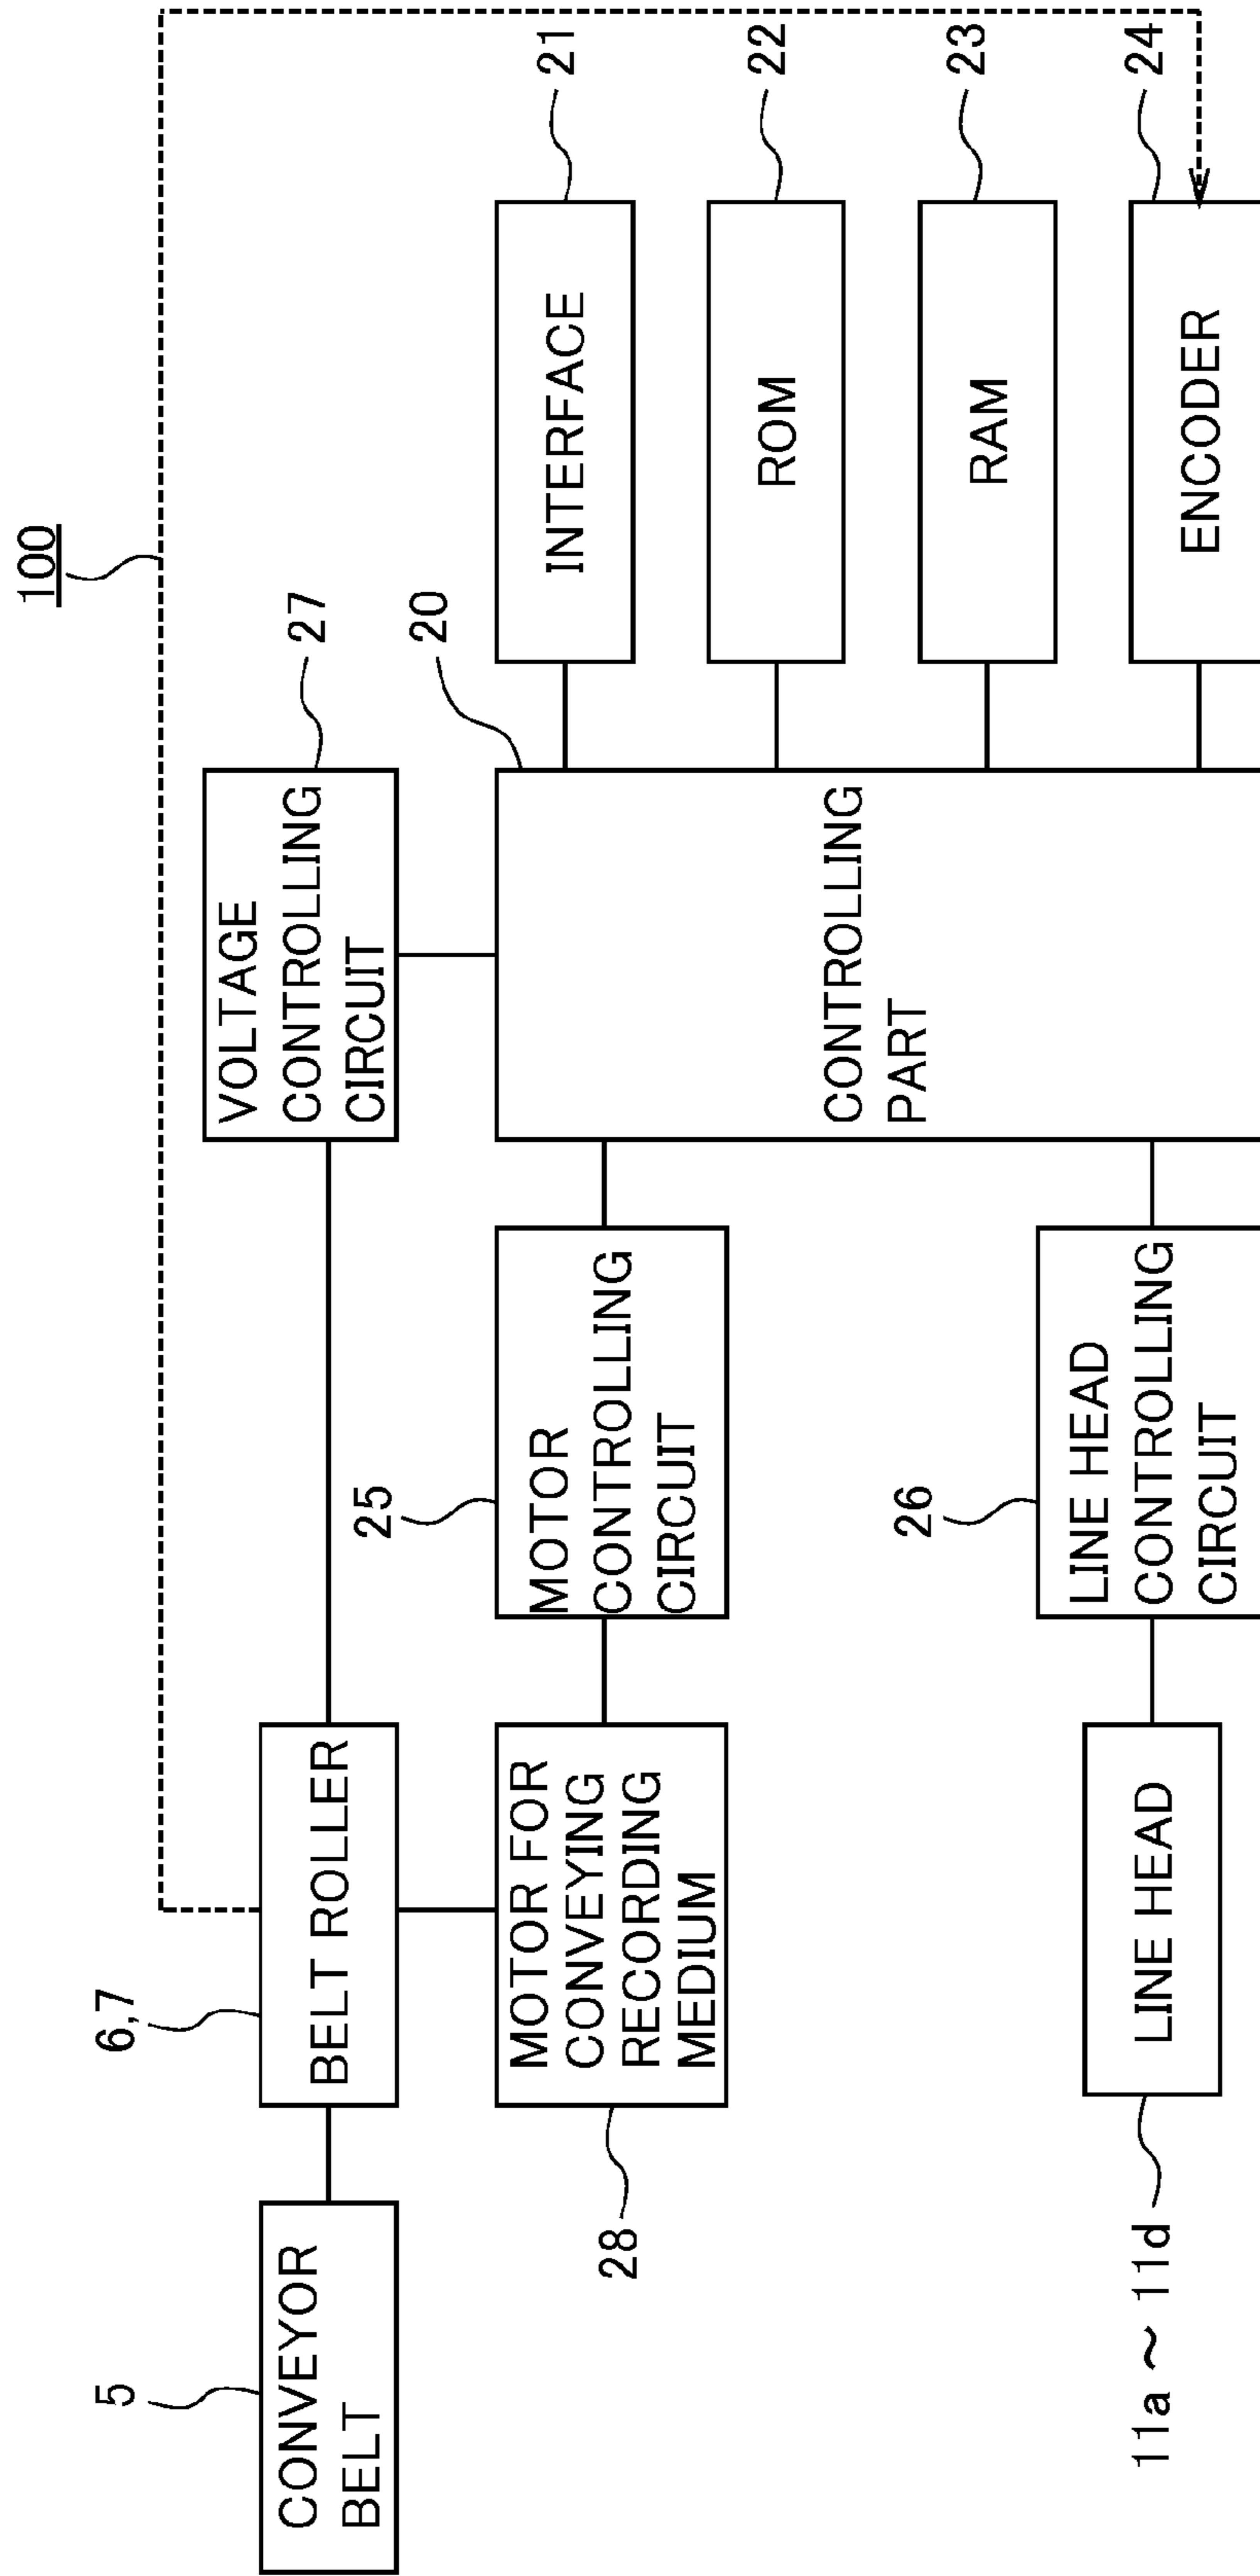 100
5
CONVEYOR
BELT
6,7
BELT ROLLER
27
VOLTAGE
CONTROLLING
CIRCUIT
28
MOTOR FOR
CONVEYING
RECORDING
MEDIUM
25
MOTOR
CONTROLLING
CIRCUIT
20
CONTROLLING
PART
INTERFACE
21
ROM
22
RAM
23
ENCODER
24
26
LINE HEAD
CONTROLLING
CIRCUIT
LINE HEAD
11a ~ 11d